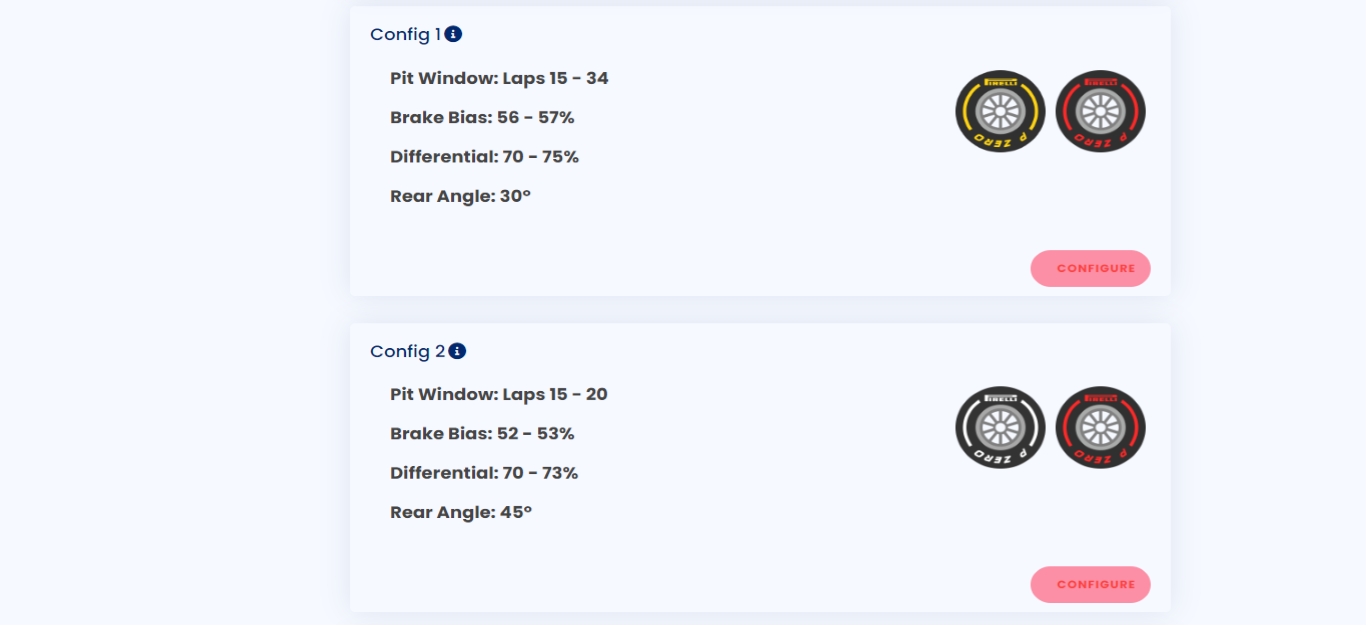 Config 1
Pit Window: Laps 15 - 34
Brake Bias: 56 - 57%
Differential: 70 - 75%
Rear Angle: 30°
PIRELLI
P ZERO
PIRELLI
P ZERO
CONFIGURE
Config 2
Pit Window: Laps 15 - 20
Brake Bias: 52 - 53%
Differential: 70 - 73%
Rear Angle: 45°
PIRELLI
P ZERO
PIRELLI
P ZERO
CONFIGURE